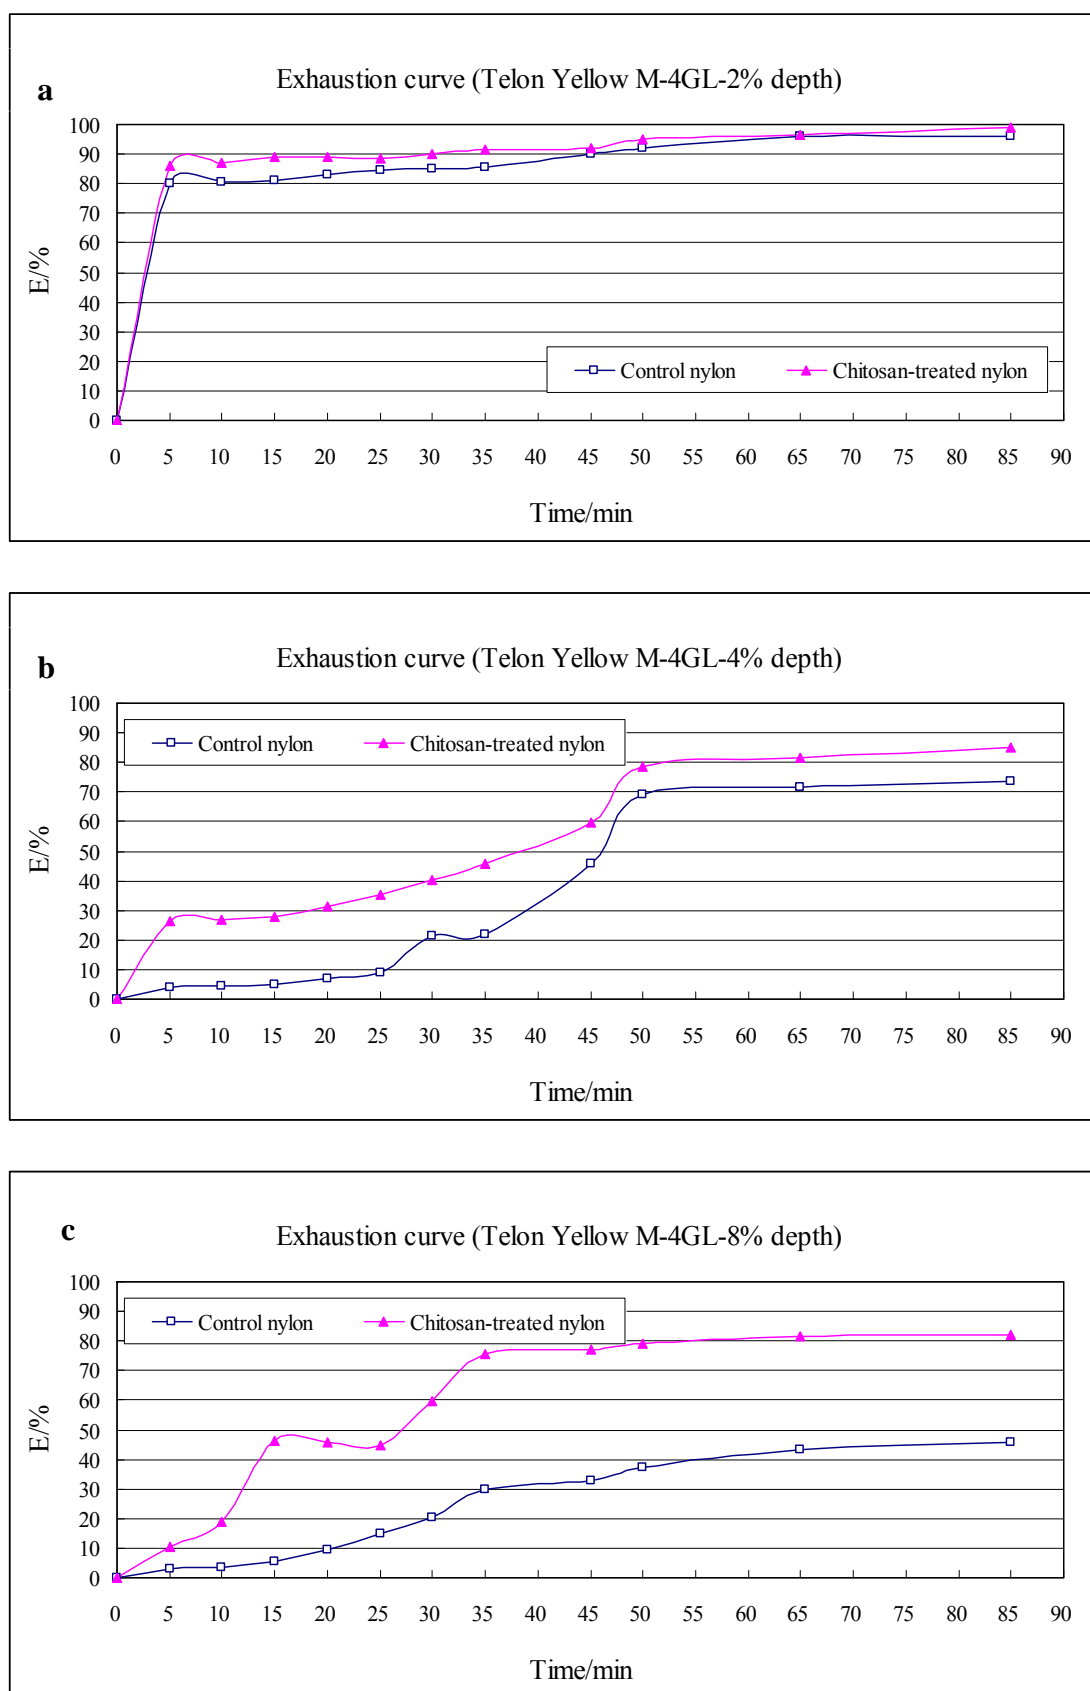 a
Exhaustion curve (Telon Yellow M-4GL-2% depth)
100
90
80
70
60
50
40
30
20
10
0
E/%
Control nylon Chitosan-treated nylon
0 5 10 15 20 25 30 35 40 45 50 55 60 65 70 75 80 85 90
Time/min
b
Exhaustion curve (Telon Yellow M-4GL-4% depth)
100
90
80
70
60
50
40
30
20
10
0
E/%
Control nylon Chitosan-treated nylon
0 5 10 15 20 25 30 35 40 45 50 55 60 65 70 75 80 85 90
Time/min
c
Exhaustion curve (Telon Yellow M-4GL-8% depth)
100
90
80
70
60
50
40
30
20
10
0
E/%
Control nylon Chitosan-treated nylon
0 5 10 15 20 25 30 35 40 45 50 55 60 65 70 75 80 85 90
Time/min